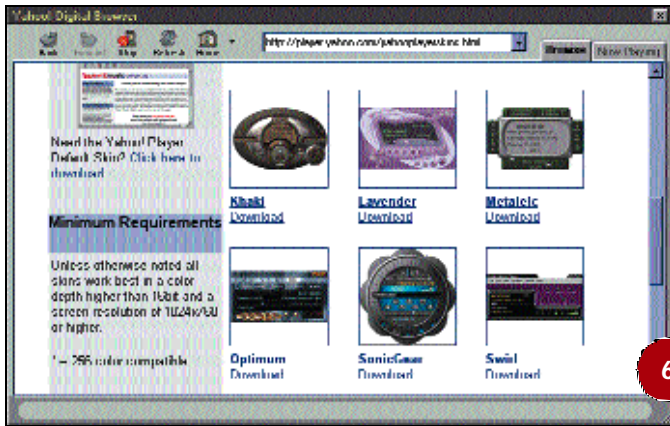 Yahoo! Digital Browser
Back Forward Stop Refresh Home
http://player.yahoo.com/yahooplayer/skins.html
Browse Now Playing
Need the Yahoo! Player
Default Skin? Click here to
download
Minimum Requirements
Unless otherwise noted all
skins work best in a color
depth higher than 16bit and a
screen resolution of 1024x768
or higher.
* = 256 color compatible
Khaki Lavender Metaleic
Download Download Download
Optimum SonicGear Swirl
Download Download Download
6